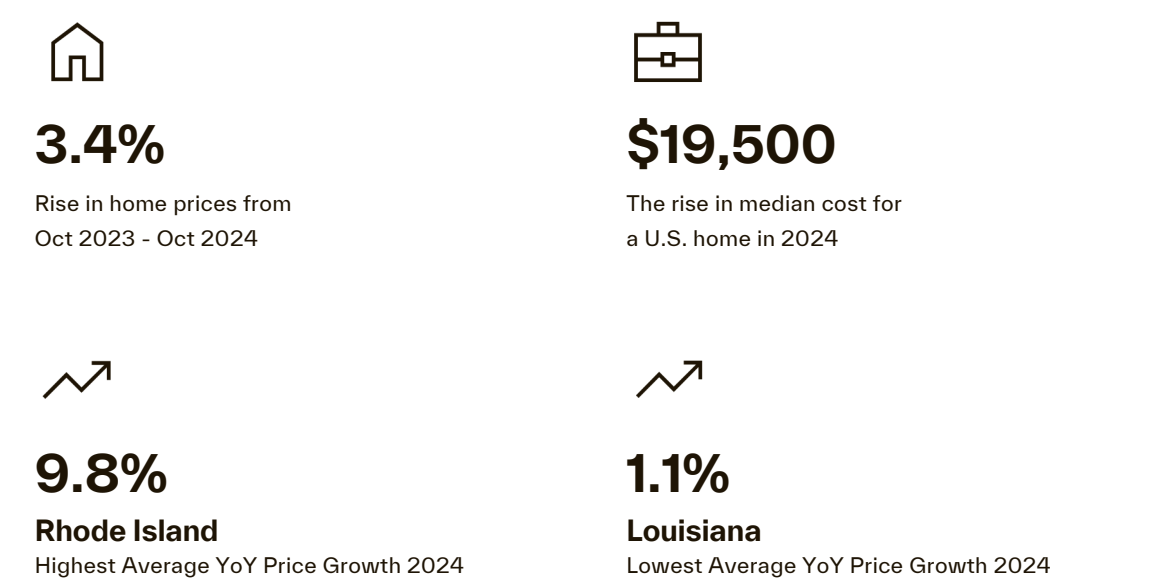 3.4%
Rise in home prices from
Oct 2023 - Oct 2024
$19,500
The rise in median cost for
a U.S. home in 2024
9.8%
Rhode Island
Highest Average YoY Price Growth 2024
1.1%
Louisiana
Lowest Average YoY Price Growth 2024